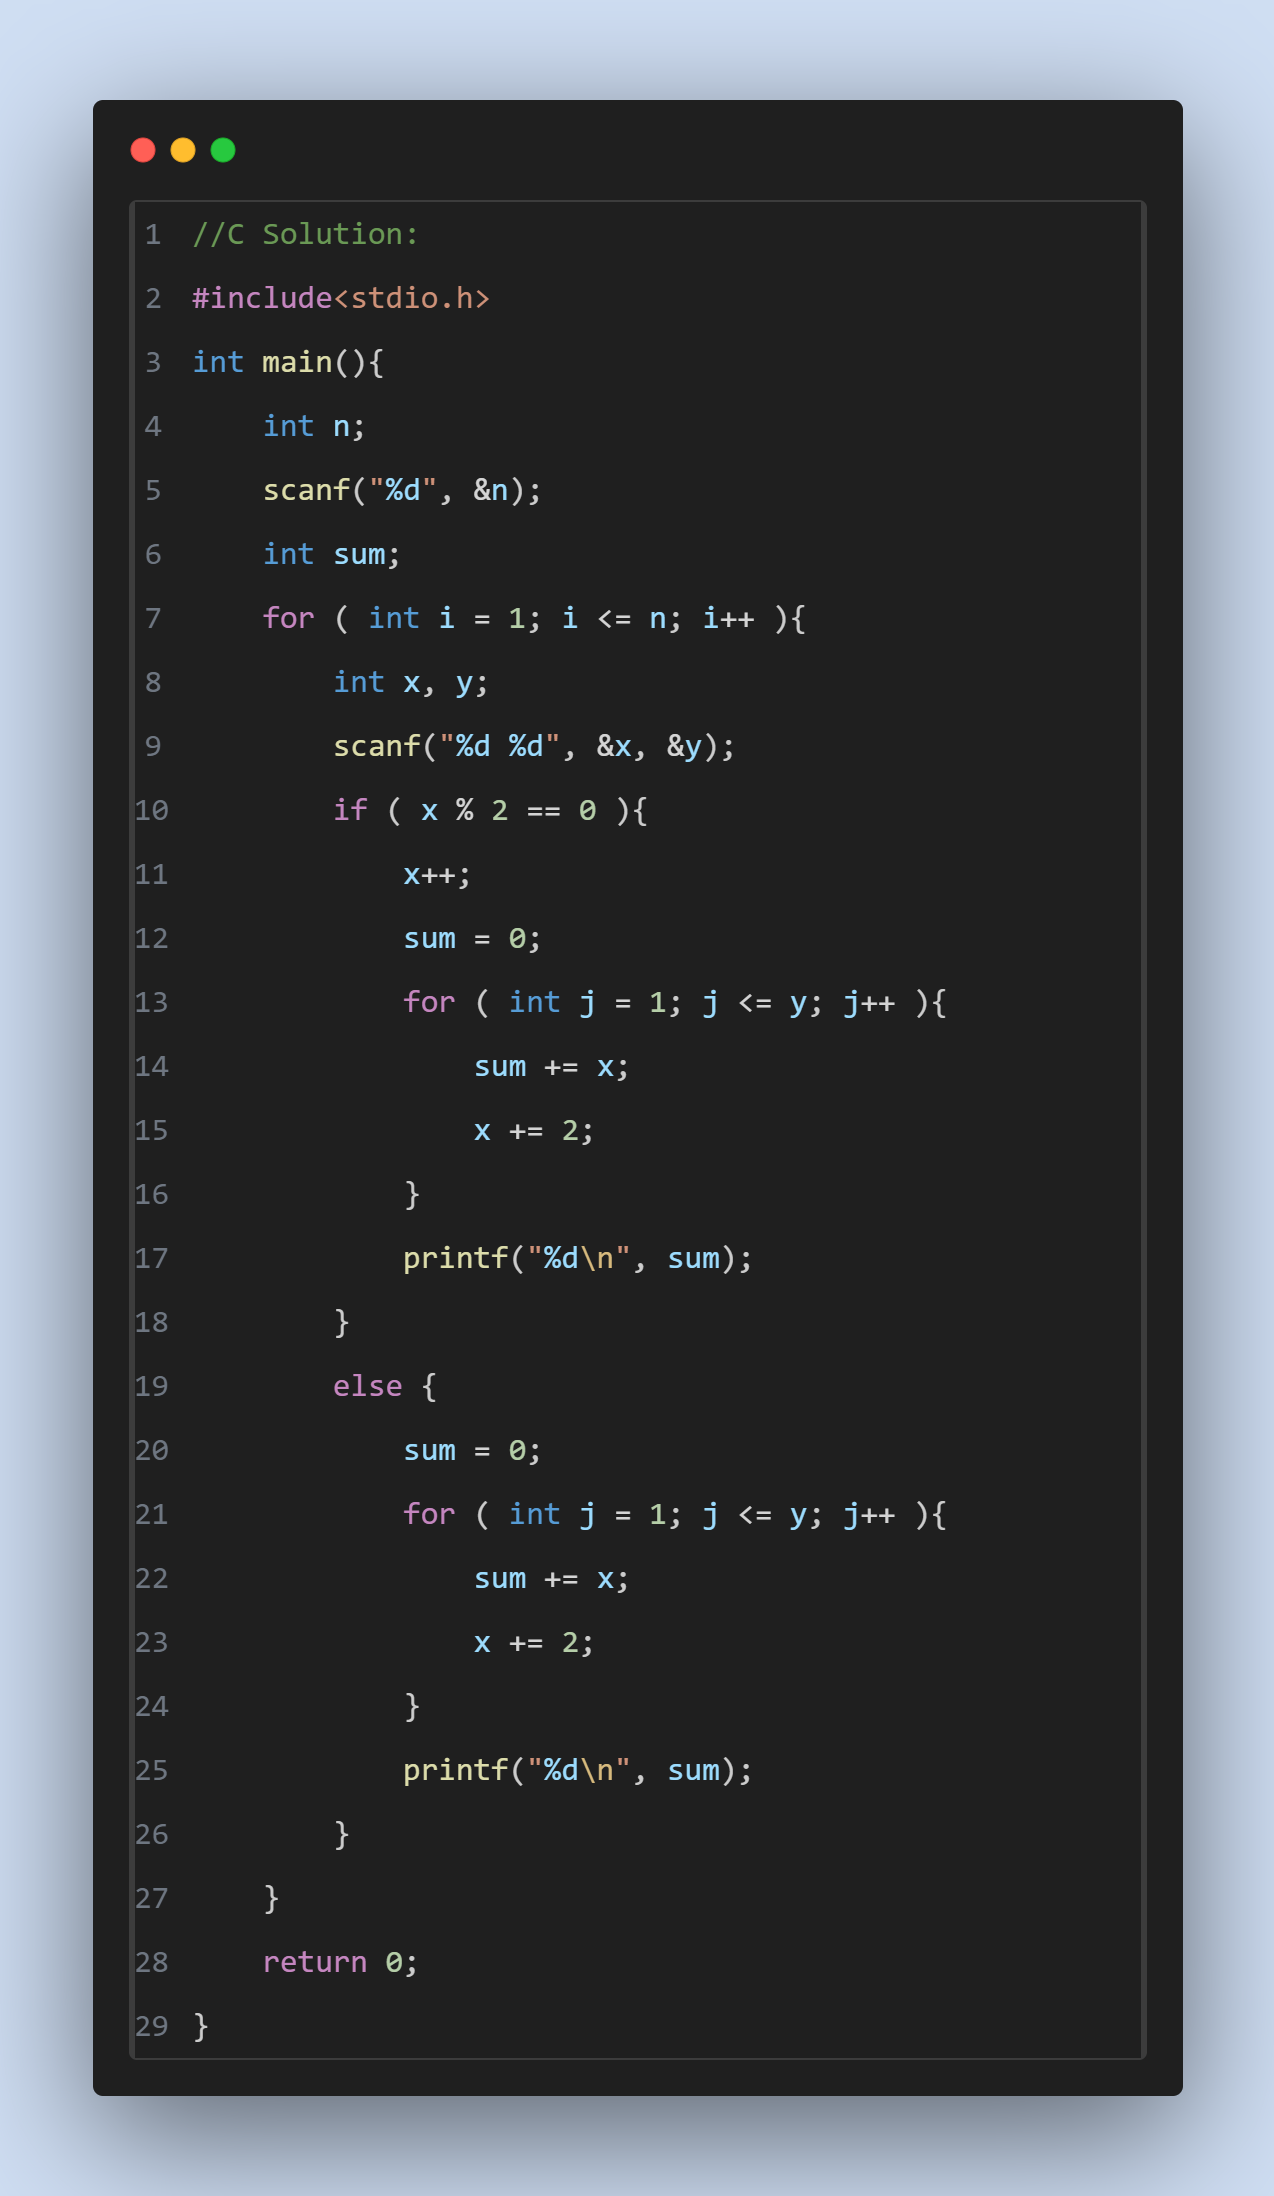 1 //C Solution:
2 #include<stdio.h>
3 int main(){
4     int n;
5     scanf("%d", &n);
6     int sum;
7     for ( int i = 1; i <= n; i++ ){
8         int x, y;
9         scanf("%d %d", &x, &y);
10         if ( x % 2 == 0 ){
11             x++;
12             sum = 0;
13             for ( int j = 1; j <= y; j++ ){
14                 sum += x;
15                 x += 2;
16             }
17             printf("%d\n", sum);
18         }
19         else {
20             sum = 0;
21             for ( int j = 1; j <= y; j++ ){
22                 sum += x;
23                 x += 2;
24             }
25             printf("%d\n", sum);
26         }
27     }
28     return 0;
29 }